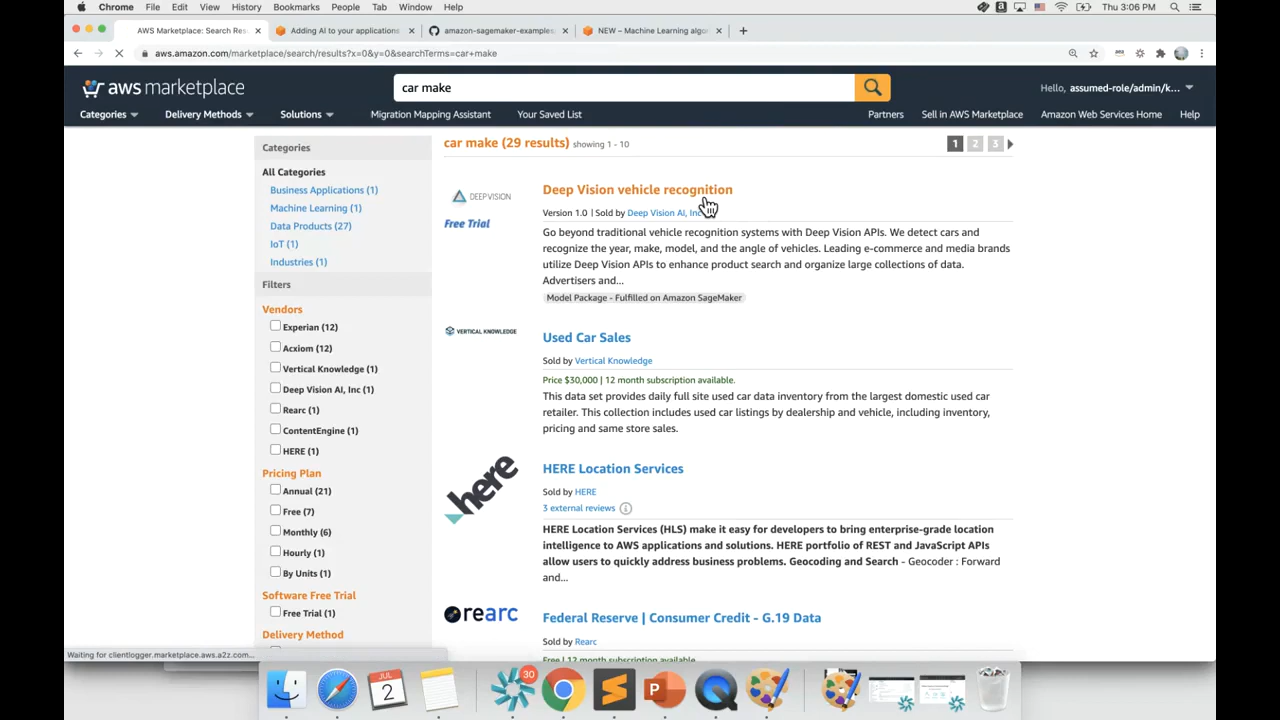 Chrome File Edit View History Bookmarks People Tab Window Help Thu 3:06 PM
AWS Marketplace: Search Res Adding AI to your applications amazon-sagemaker-examples NEW – Machine Learning algo
aws.amazon.com/marketplace/search/results?x=0&y=0&searchTerms=car+make
aws marketplace car make Hello, assumed-role/admin/k...
Categories Delivery Methods Solutions Migration Mapping Assistant Your Saved List Partners Sell in AWS Marketplace Amazon Web Services Home Help
Categories
All Categories
Business Applications (1)
Machine Learning (1)
Data Products (27)
IoT (1)
Industries (1)
Filters
Vendors
Experian (12)
Acxiom (12)
Vertical Knowledge (1)
Deep Vision AI, Inc (1)
Rearc (1)
ContentEngine (1)
HERE (1)
Pricing Plan
Annual (21)
Free (7)
Monthly (6)
Hourly (1)
By Units (1)
Software Free Trial
Free Trial (1)
Delivery Method
car make (29 results) showing 1 - 10
1 2 3
DEEPVISION
Free Trial
Deep Vision vehicle recognition
Version 1.0 | Sold by Deep Vision AI, Inc
Go beyond traditional vehicle recognition systems with Deep Vision APIs. We detect cars and
recognize the year, make, model, and the angle of vehicles. Leading e-commerce and media brands
utilize Deep Vision APIs to enhance product search and organize large collections of data.
Advertisers and...
Model Package - Fulfilled on Amazon SageMaker
VERTICAL KNOWLEDGE
Used Car Sales
Sold by Vertical Knowledge
Price $30,000 | 12 month subscription available.
This data set provides daily full site used car data inventory from the largest domestic used car
retailer. This collection includes used car listings by dealership and vehicle, including inventory,
pricing and same store sales.
here
HERE Location Services
Sold by HERE
3 external reviews
HERE Location Services (HLS) make it easy for developers to bring enterprise-grade location
intelligence to AWS applications and solutions. HERE portfolio of REST and JavaScript APIs
allow users to quickly address business problems. Geocoding and Search - Geocoder : Forward
and...
rearc
Federal Reserve | Consumer Credit - G.19 Data
Sold by Rearc
Free | 12 month subscription available
Waiting for clientlogger.marketplace.aws.a2z.com...
JUL
2
30